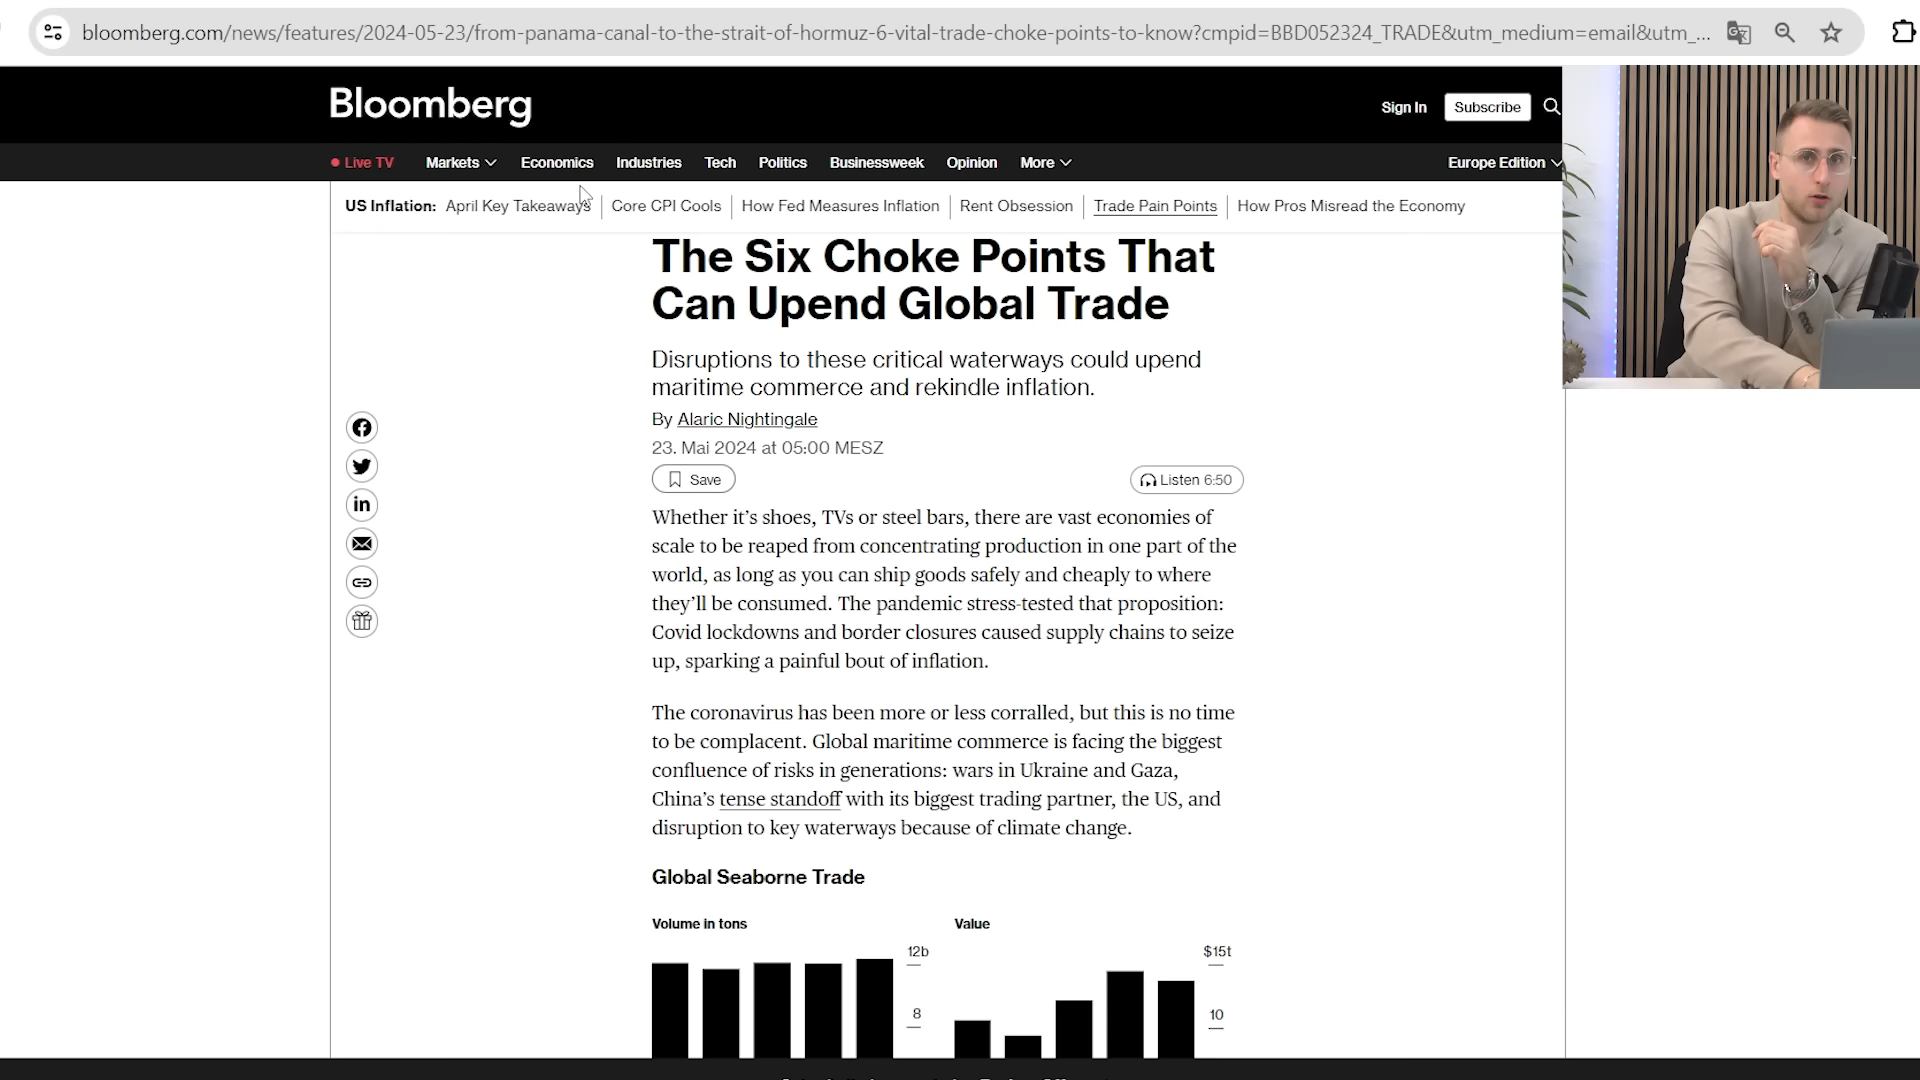 bloomberg.com/news/features/2024-05-23/from-panama-canal-to-the-strait-of-hormuz-6-vital-trade-choke-points-to-know?cmpid=BBD052324_TRADE&utm_medium=email&utm_...
Bloomberg
Sign In
Subscribe
Live TV
Markets
Economics
Industries
Tech
Politics
Businessweek
Opinion
More
Europe Edition
US Inflation:
April Key Takeaways
Core CPI Cools
How Fed Measures Inflation
Rent Obsession
Trade Pain Points
How Pros Misread the Economy
The Six Choke Points That
Can Upend Global Trade
Disruptions to these critical waterways could upend
maritime commerce and rekindle inflation.
By Alaric Nightingale
23. Mai 2024 at 05:00 MESZ
Save
Listen 6:50
Whether it’s shoes, TVs or steel bars, there are vast economies of
scale to be reaped from concentrating production in one part of the
world, as long as you can ship goods safely and cheaply to where
they’ll be consumed. The pandemic stress-tested that proposition:
Covid lockdowns and border closures caused supply chains to seize
up, sparking a painful bout of inflation.
The coronavirus has been more or less corralled, but this is no time
to be complacent. Global maritime commerce is facing the biggest
confluence of risks in generations: wars in Ukraine and Gaza,
China’s tense standoff with its biggest trading partner, the US, and
disruption to key waterways because of climate change.
Global Seaborne Trade
Volume in tons
12b
8
Value
$15t
10